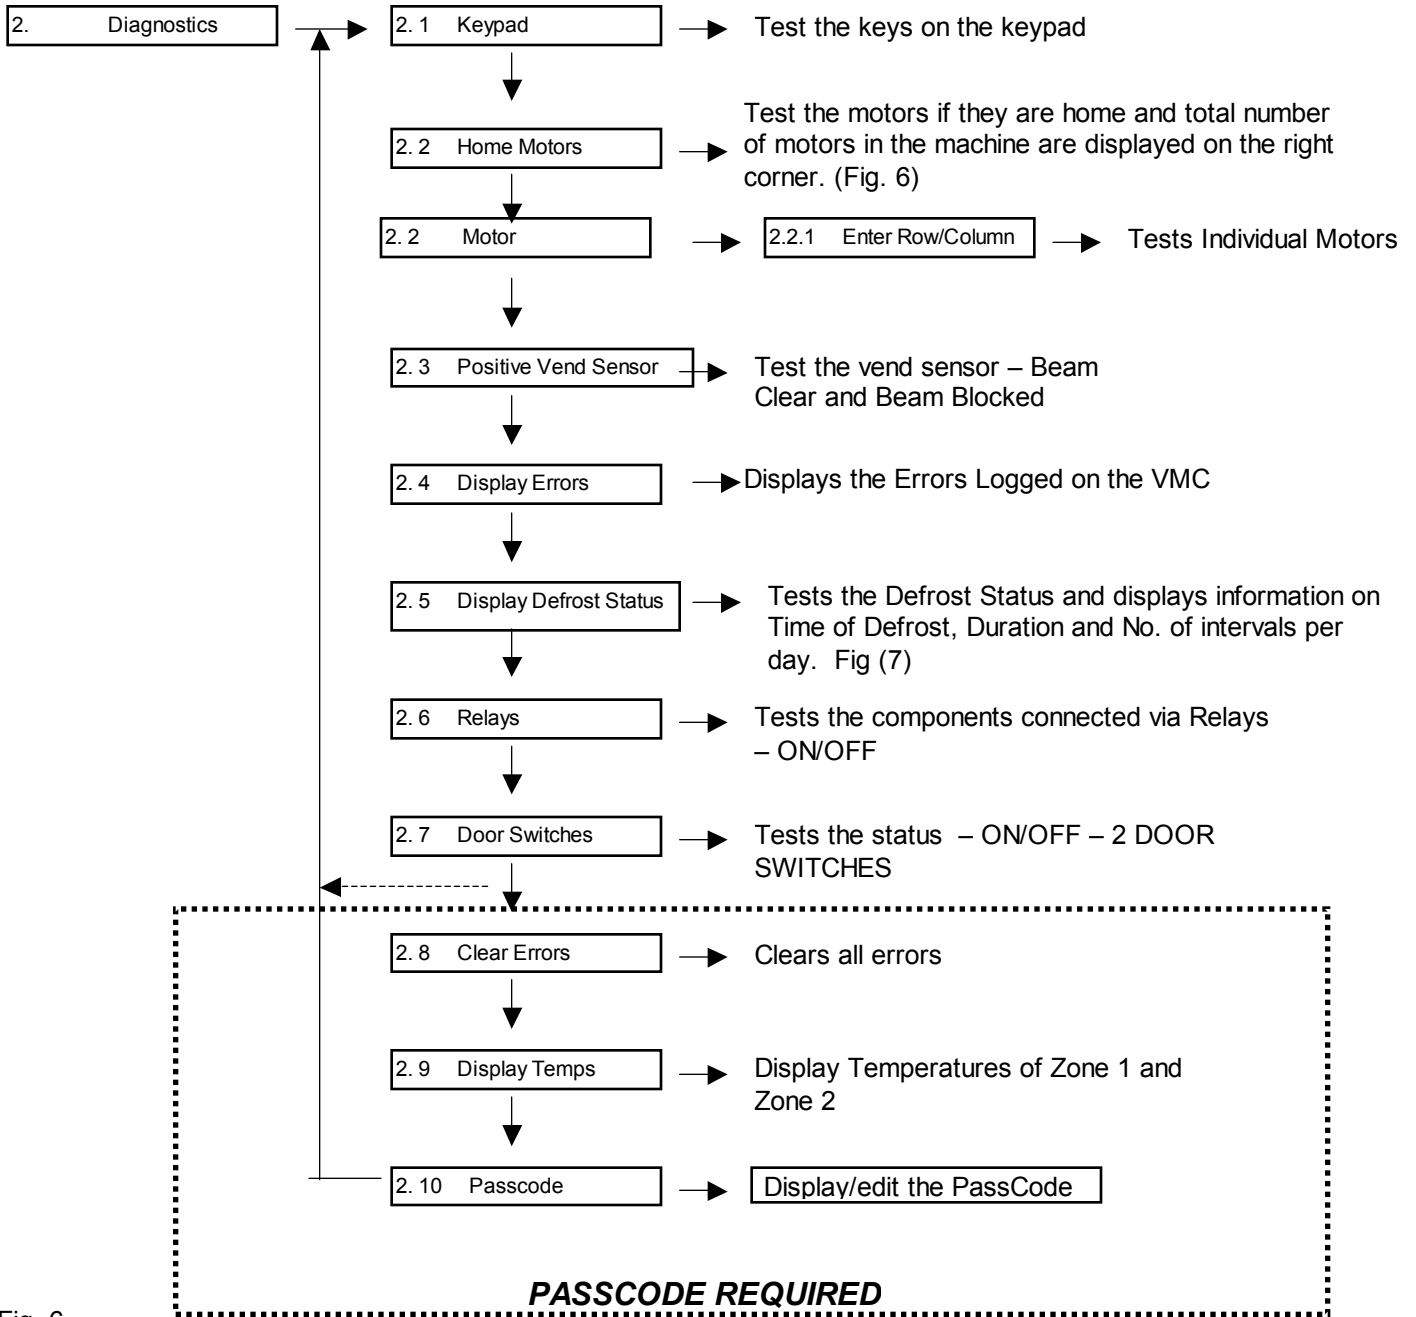 2. Diagnostics
2. 1 Keypad
Test the keys on the keypad
2. 2 Home Motors
Test the motors if they are home and total number
of motors in the machine are displayed on the right
corner. (Fig. 6)
2. 2 Motor
2.2.1 Enter Row/Column
Tests Individual Motors
2. 3 Positive Vend Sensor
Test the vend sensor – Beam
Clear and Beam Blocked
2. 4 Display Errors
Displays the Errors Logged on the VMC
2. 5 Display Defrost Status
Tests the Defrost Status and displays information on
Time of Defrost, Duration and No. of intervals per
day. Fig (7)
2. 6 Relays
Tests the components connected via Relays
– ON/OFF
2. 7 Door Switches
Tests the status – ON/OFF – 2 DOOR
SWITCHES
2. 8 Clear Errors
Clears all errors
2. 9 Display Temps
Display Temperatures of Zone 1 and
Zone 2
2. 10 Passcode
Display/edit the PassCode
PASSCODE REQUIRED
Fig. 6